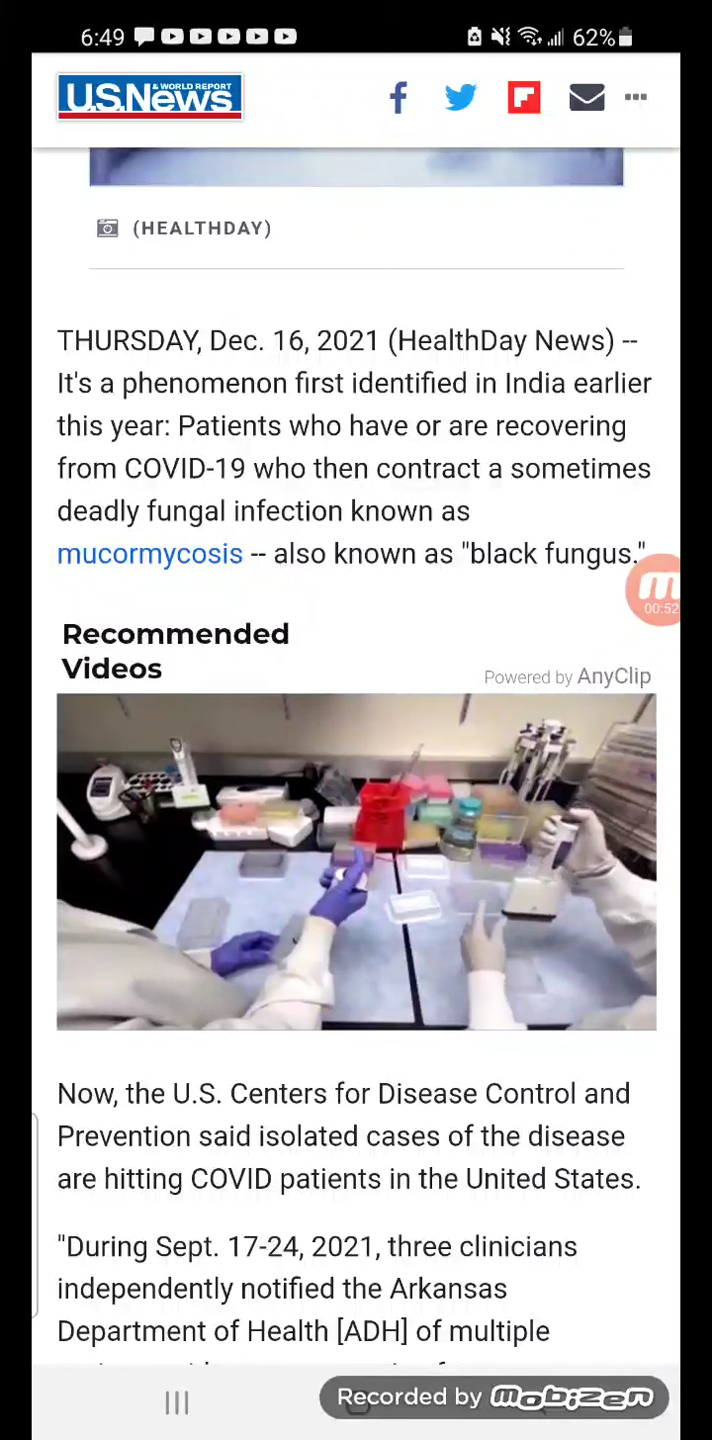 6:49
62%
& WORLD REPORT
U.S.News
(HEALTHDAY)
THURSDAY, Dec. 16, 2021 (HealthDay News) --
It's a phenomenon first identified in India earlier
this year: Patients who have or are recovering
from COVID-19 who then contract a sometimes
deadly fungal infection known as
mucormycosis -- also known as "black fungus."
00:52
Recommended
Videos
Powered by AnyClip
Now, the U.S. Centers for Disease Control and
Prevention said isolated cases of the disease
are hitting COVID patients in the United States.
"During Sept. 17-24, 2021, three clinicians
independently notified the Arkansas
Department of Health [ADH] of multiple
Recorded by mobizen